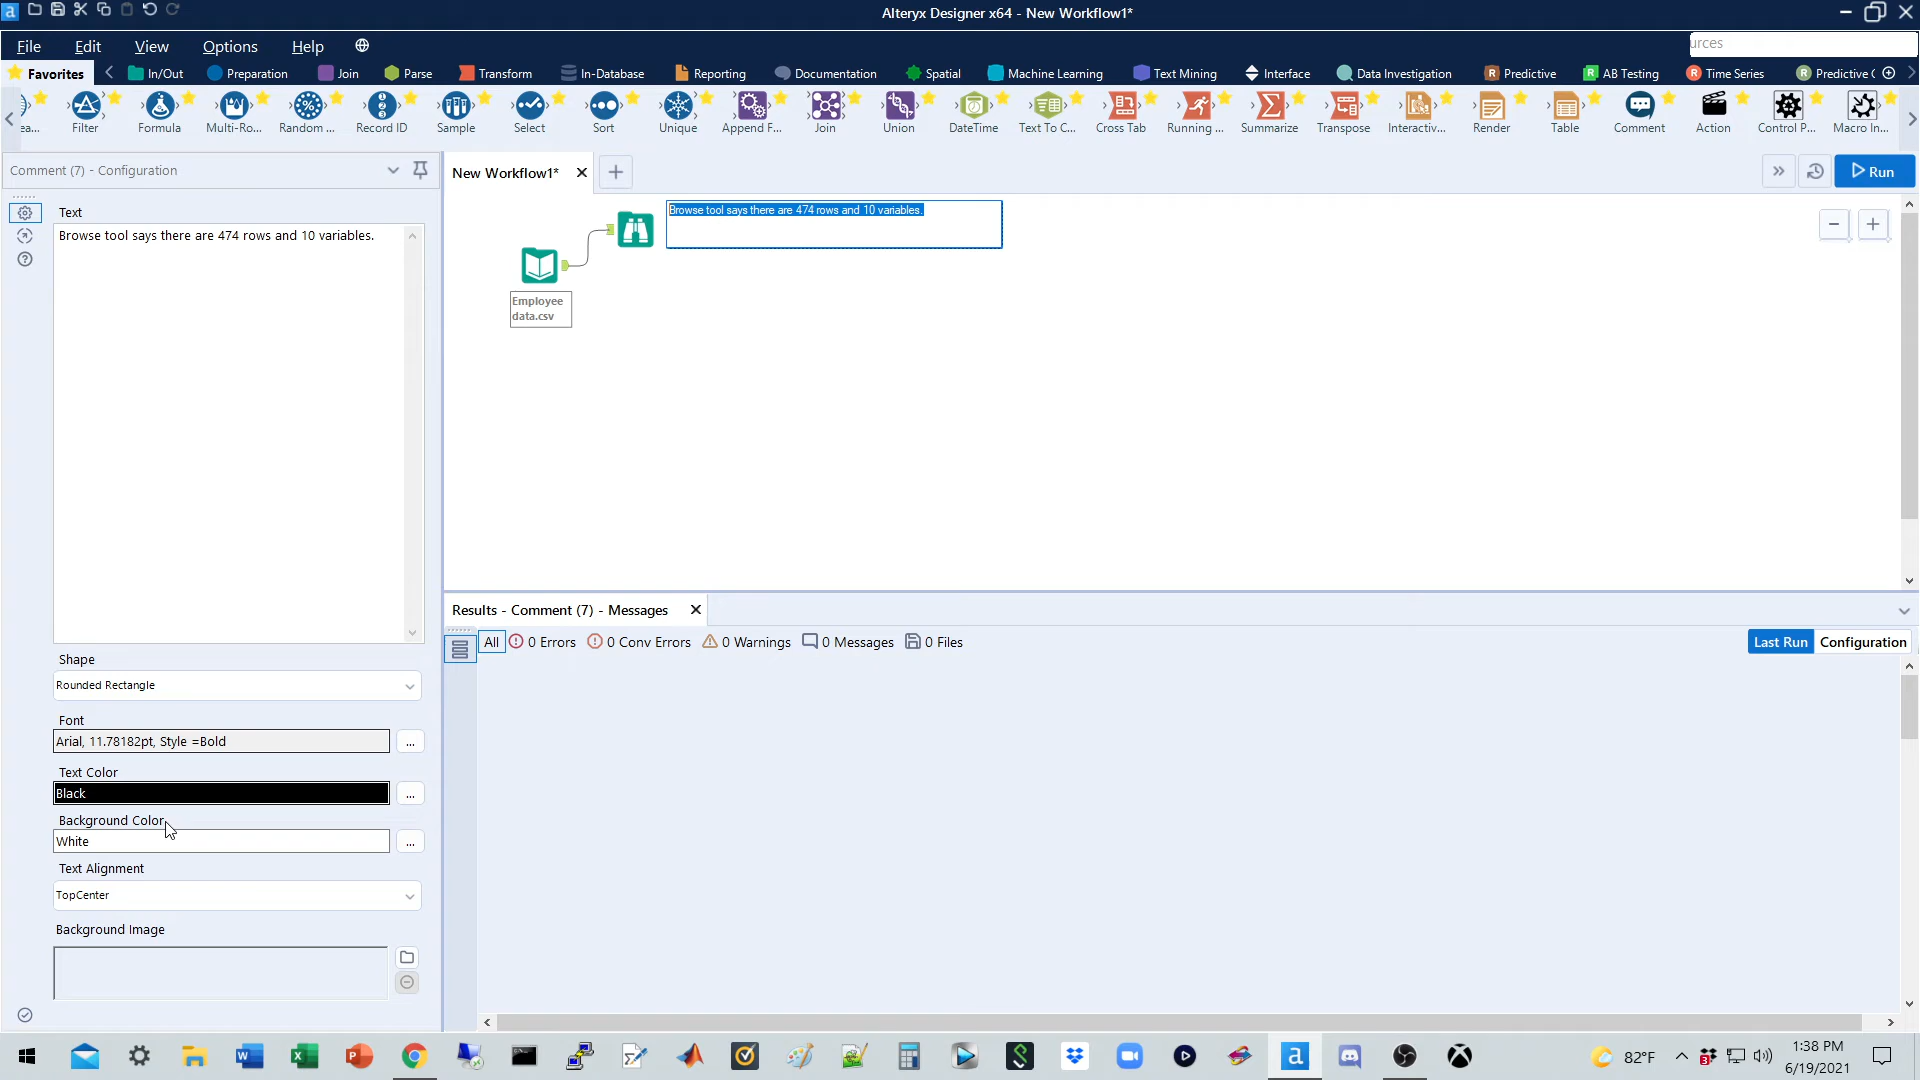 Alteryx Designer x64 - New Workflow1*
File Edit View Options Help
urces
Favorites In/Out Preparation Join Parse Transform In-Database Reporting Documentation Spatial Machine Learning Text Mining Interface Data Investigation Predictive AB Testing Time Series Predictive
ea... Filter Formula Multi-Ro... Random ... Record ID Sample Select Sort Unique Append F... Join Union DateTime Text To C... Cross Tab Running ... Summarize Transpose Interactiv... Render Table Comment Action Control P... Macro In...
Comment (7) - Configuration
New Workflow1*
Run
Text
Browse tool says there are 474 rows and 10 variables.
Browse tool says there are 474 rows and 10 variables.
Employee
data.csv
Results - Comment (7) - Messages
All 0 Errors 0 Conv Errors 0 Warnings 0 Messages 0 Files
Last Run Configuration
Shape
Rounded Rectangle
Font
Arial, 11.78182pt, Style =Bold
...
Text Color
Black
...
Background Color
White
...
Text Alignment
TopCenter
Background Image
82°F
1:38 PM
6/19/2021